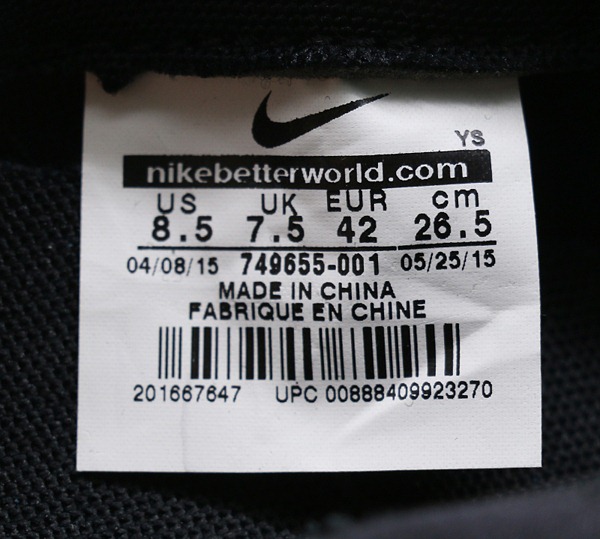 YS
nikebetterworld.com
US UK EUR cm
8.5 7.5 42 26.5
04/08/15 749655-001 05/25/15
MADE IN CHINA
FABRIQUE EN CHINE
201667647 UPC 00888409923270